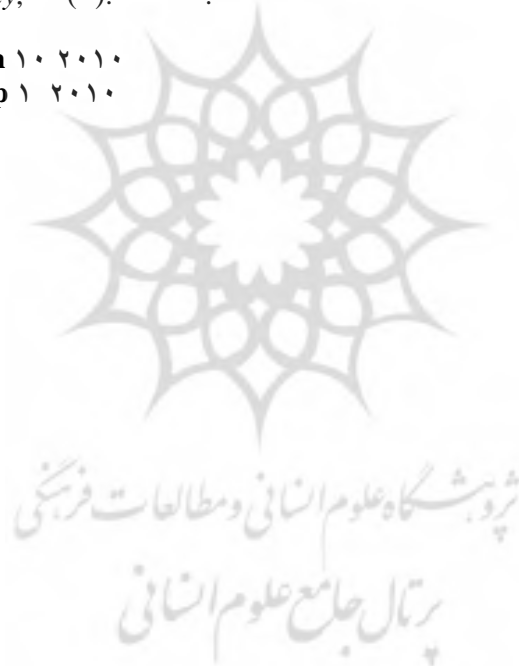 n ۱۰ ۲۰۱۰
p ۱ ۲۰۱۰
پژوهشگاه علوم انسانی و مطالعات فرهنگی
پرتال جامع علوم انسانی